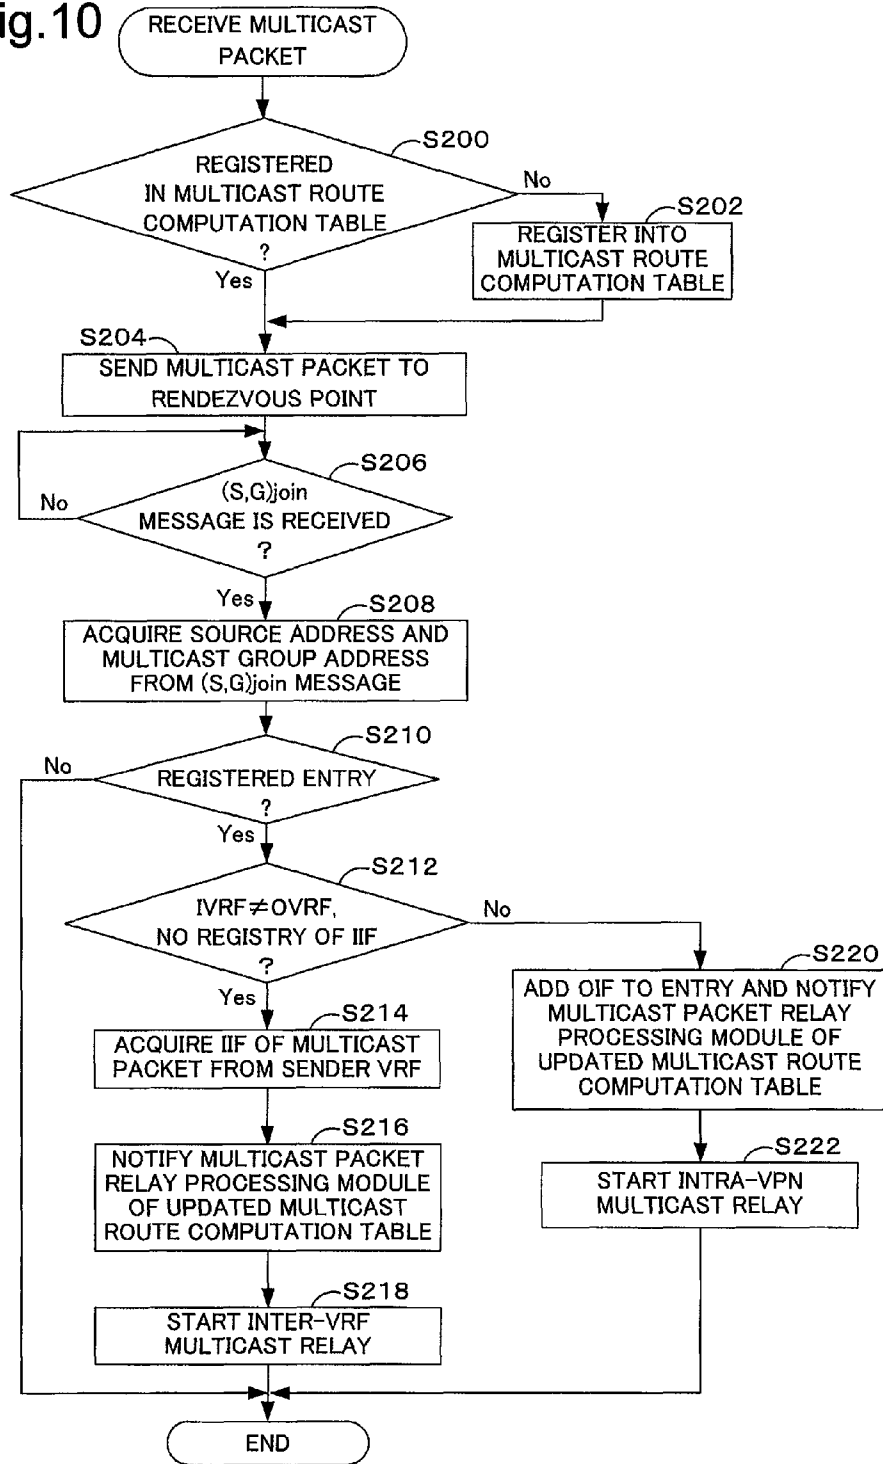 ig.10
RECEIVE MULTICAST
PACKET
S200
REGISTERED
IN MULTICAST ROUTE
COMPUTATION TABLE
?
No
Yes
S202
REGISTER INTO
MULTICAST ROUTE
COMPUTATION TABLE
S204
SEND MULTICAST PACKET TO
RENDEZVOUS POINT
S206
(S,G)join
MESSAGE IS RECEIVED
?
No
Yes
S208
ACQUIRE SOURCE ADDRESS AND
MULTICAST GROUP ADDRESS
FROM (S,G)join MESSAGE
S210
REGISTERED ENTRY
?
No
Yes
S212
IVRF≠OVRF,
NO REGISTRY OF IIF
?
No
Yes
S214
ACQUIRE IIF OF MULTICAST
PACKET FROM SENDER VRF
S216
NOTIFY MULTICAST PACKET
RELAY PROCESSING MODULE
OF UPDATED MULTICAST
ROUTE COMPUTATION TABLE
S218
START INTER-VRF
MULTICAST RELAY
S220
ADD OIF TO ENTRY AND NOTIFY
MULTICAST PACKET RELAY
PROCESSING MODULE OF
UPDATED MULTICAST ROUTE
COMPUTATION TABLE
S222
START INTRA-VPN
MULTICAST RELAY
END